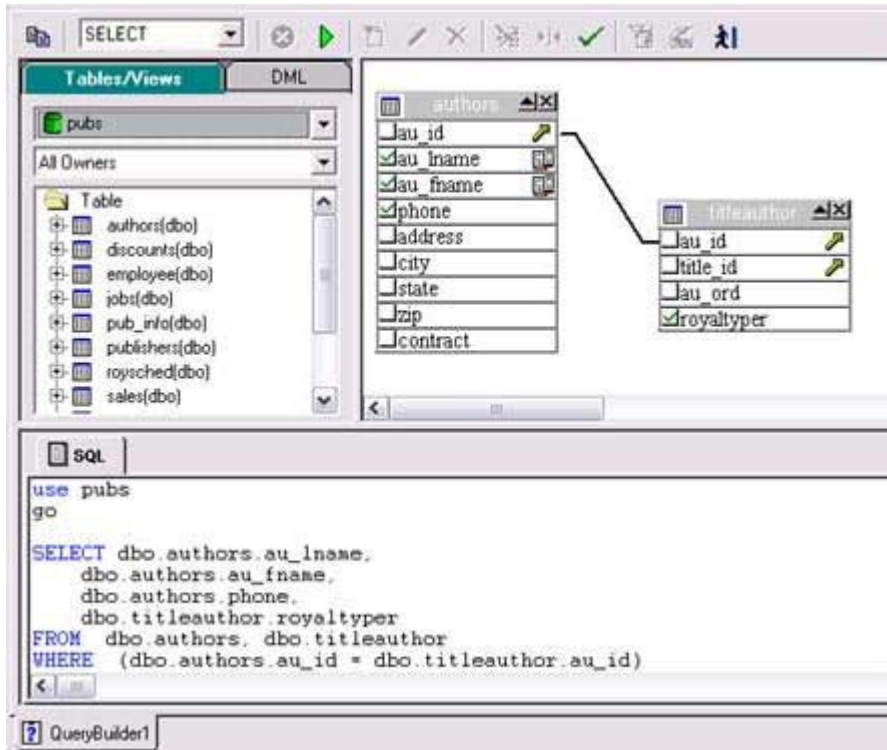 SELECT
Tables/Views
DML
pubs
All Owners
Table
authors(dbo)
discounts(dbo)
employee(dbo)
jobs(dbo)
pub_info(dbo)
publishers(dbo)
roysched(dbo)
sales(dbo)
authors
au_id
au_lname
au_fname
phone
address
city
state
zip
contract
titleauthor
au_id
title_id
au_ord
royaltyper
SQL
use pubs
go
SELECT dbo.authors.au_lname,
dbo.authors.au_fname,
dbo.authors.phone,
dbo.titleauthor.royaltyper
FROM dbo.authors, dbo.titleauthor
WHERE (dbo.authors.au_id = dbo.titleauthor.au_id)
QueryBuilder1